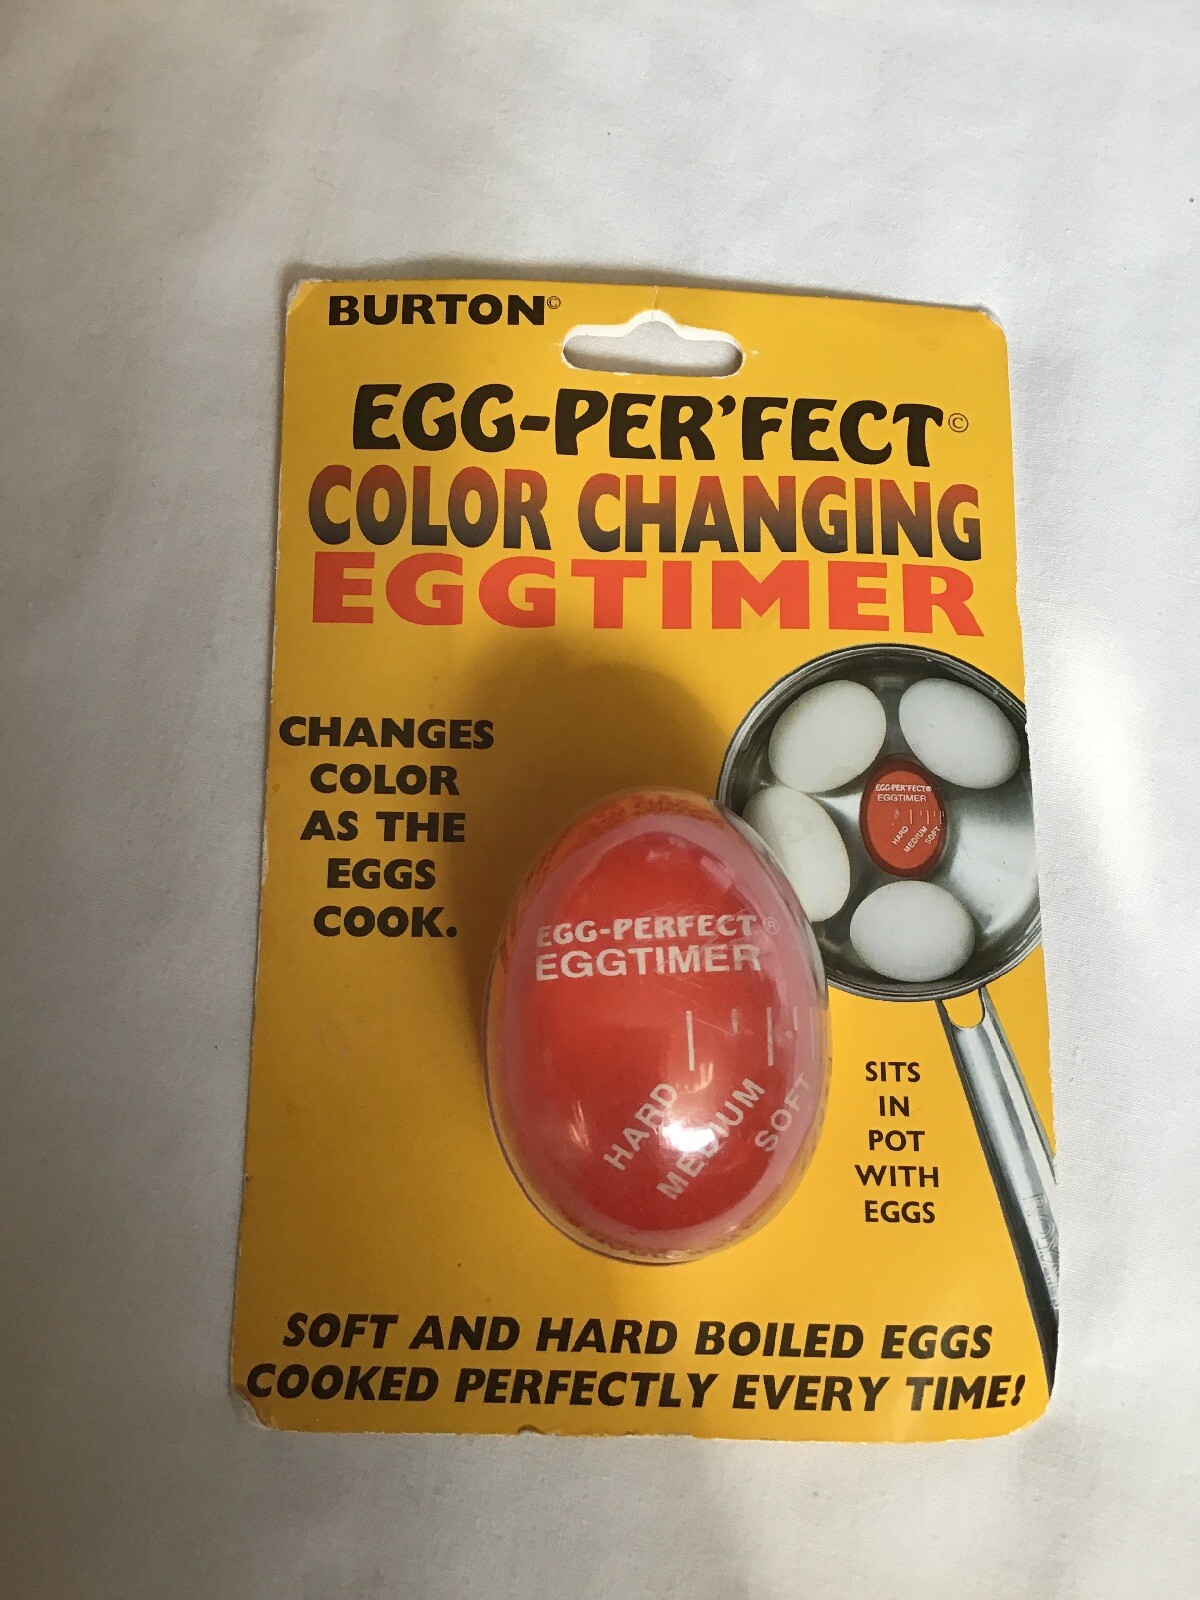 BURTON©
EGG-PER'FECT©
COLOR CHANGING
EGGTIMER
CHANGES
COLOR
AS THE
EGGS
COOK.
EGG-PER'FECT®
EGGTIMER
HARD
MEDIUM
SOFT
EGG-PERFECT®
EGGTIMER
HARD
MEDIUM
SOFT
SITS
IN
POT
WITH
EGGS
SOFT AND HARD BOILED EGGS
COOKED PERFECTLY EVERY TIME!